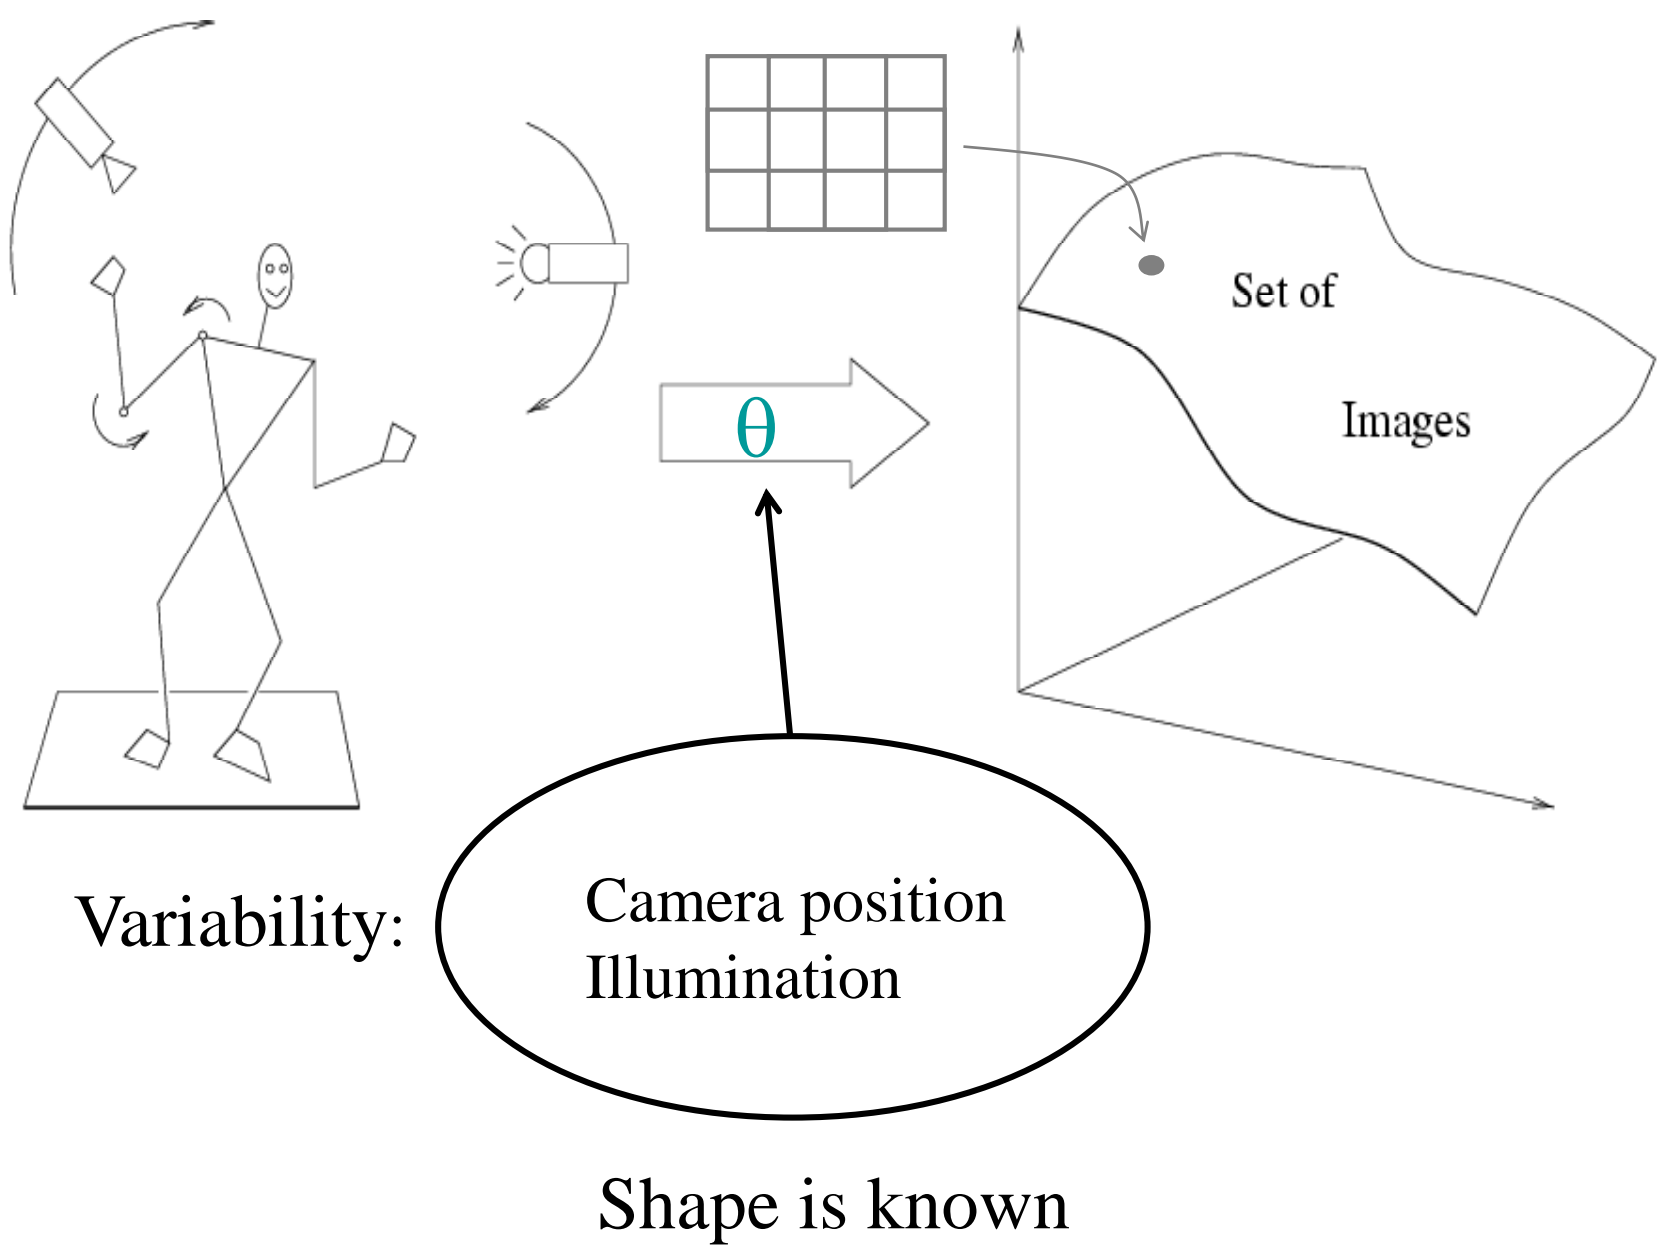 Set of
Images
θ
Variability:
Camera position
Illumination
Shape is known